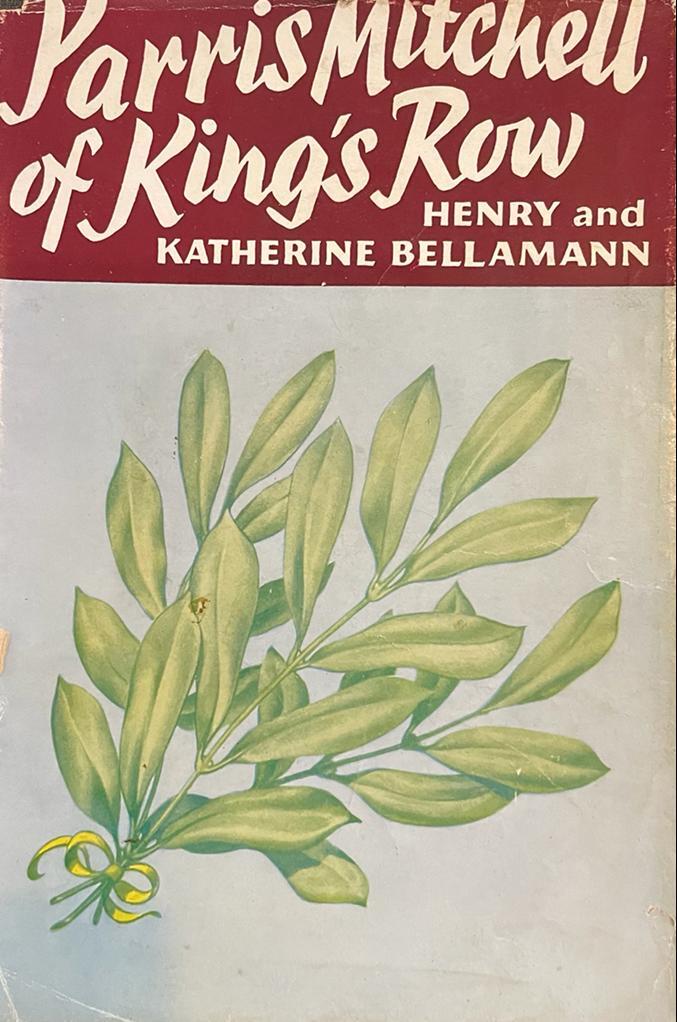 Parris Mitchell
of King's Row
HENRY and
KATHERINE BELLAMANN